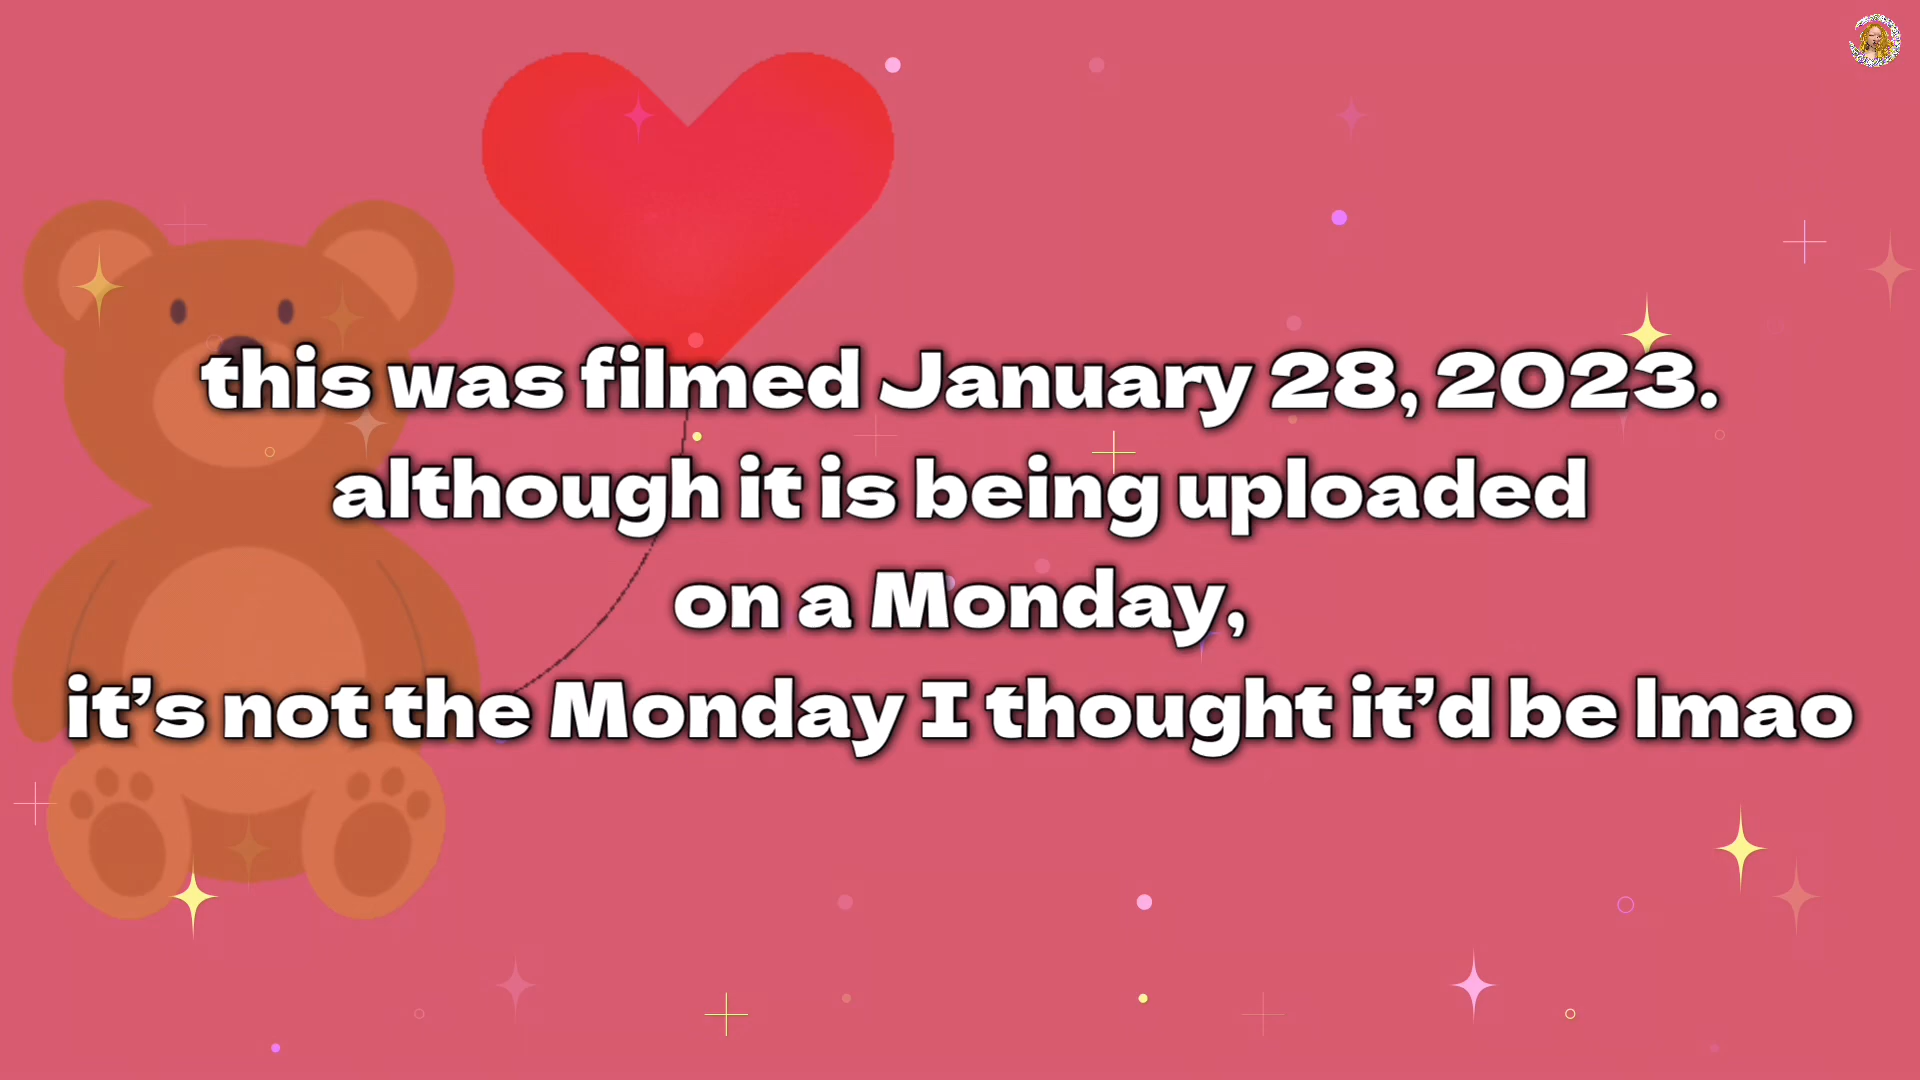 this was filmed January 28, 2023.
although it is being uploaded
on a Monday,
it’s not the Monday I thought it’d be lmao